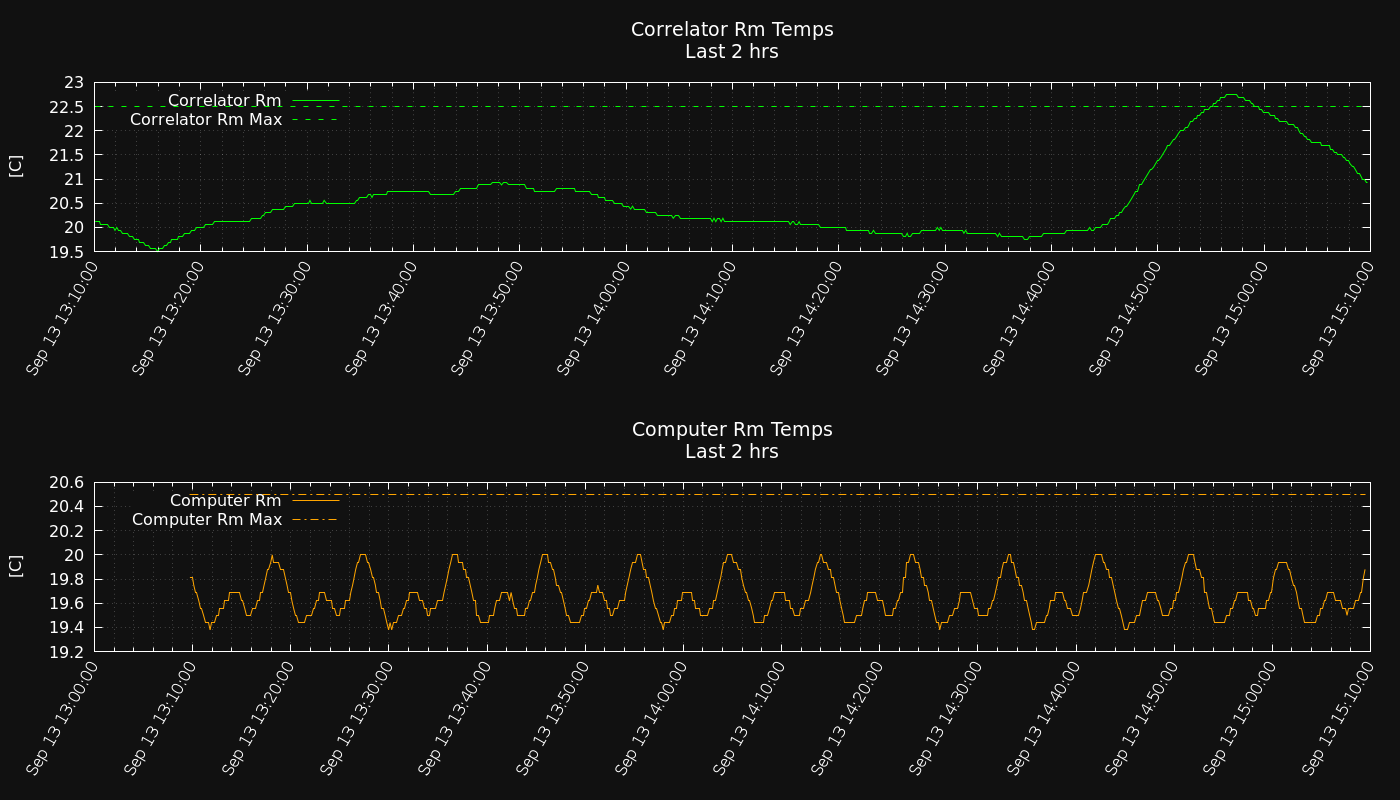 Correlator Rm Temps
Last 2 hrs
[C]
23
22.5
22
21.5
21
20.5
20
19.5
Correlator Rm
Correlator Rm Max
Sep 13 13:10:00
Sep 13 13:20:00
Sep 13 13:30:00
Sep 13 13:40:00
Sep 13 13:50:00
Sep 13 14:00:00
Sep 13 14:10:00
Sep 13 14:20:00
Sep 13 14:30:00
Sep 13 14:40:00
Sep 13 14:50:00
Sep 13 15:00:00
Sep 13 15:10:00
Computer Rm Temps
Last 2 hrs
[C]
20.6
20.4
20.2
20
19.8
19.6
19.4
19.2
Computer Rm
Computer Rm Max
Sep 13 13:00:00
Sep 13 13:10:00
Sep 13 13:20:00
Sep 13 13:30:00
Sep 13 13:40:00
Sep 13 13:50:00
Sep 13 14:00:00
Sep 13 14:10:00
Sep 13 14:20:00
Sep 13 14:30:00
Sep 13 14:40:00
Sep 13 14:50:00
Sep 13 15:00:00
Sep 13 15:10:00